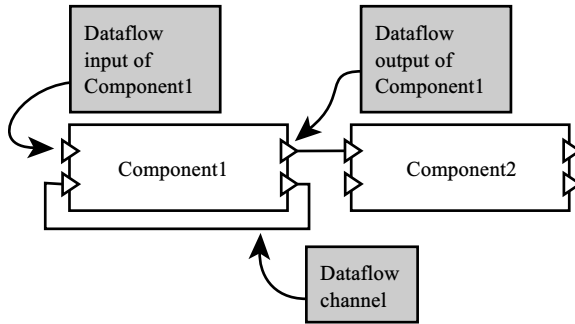 Dataflow
input of
Component1
Dataflow
output of
Component1
Component1
Component2
Dataflow
channel